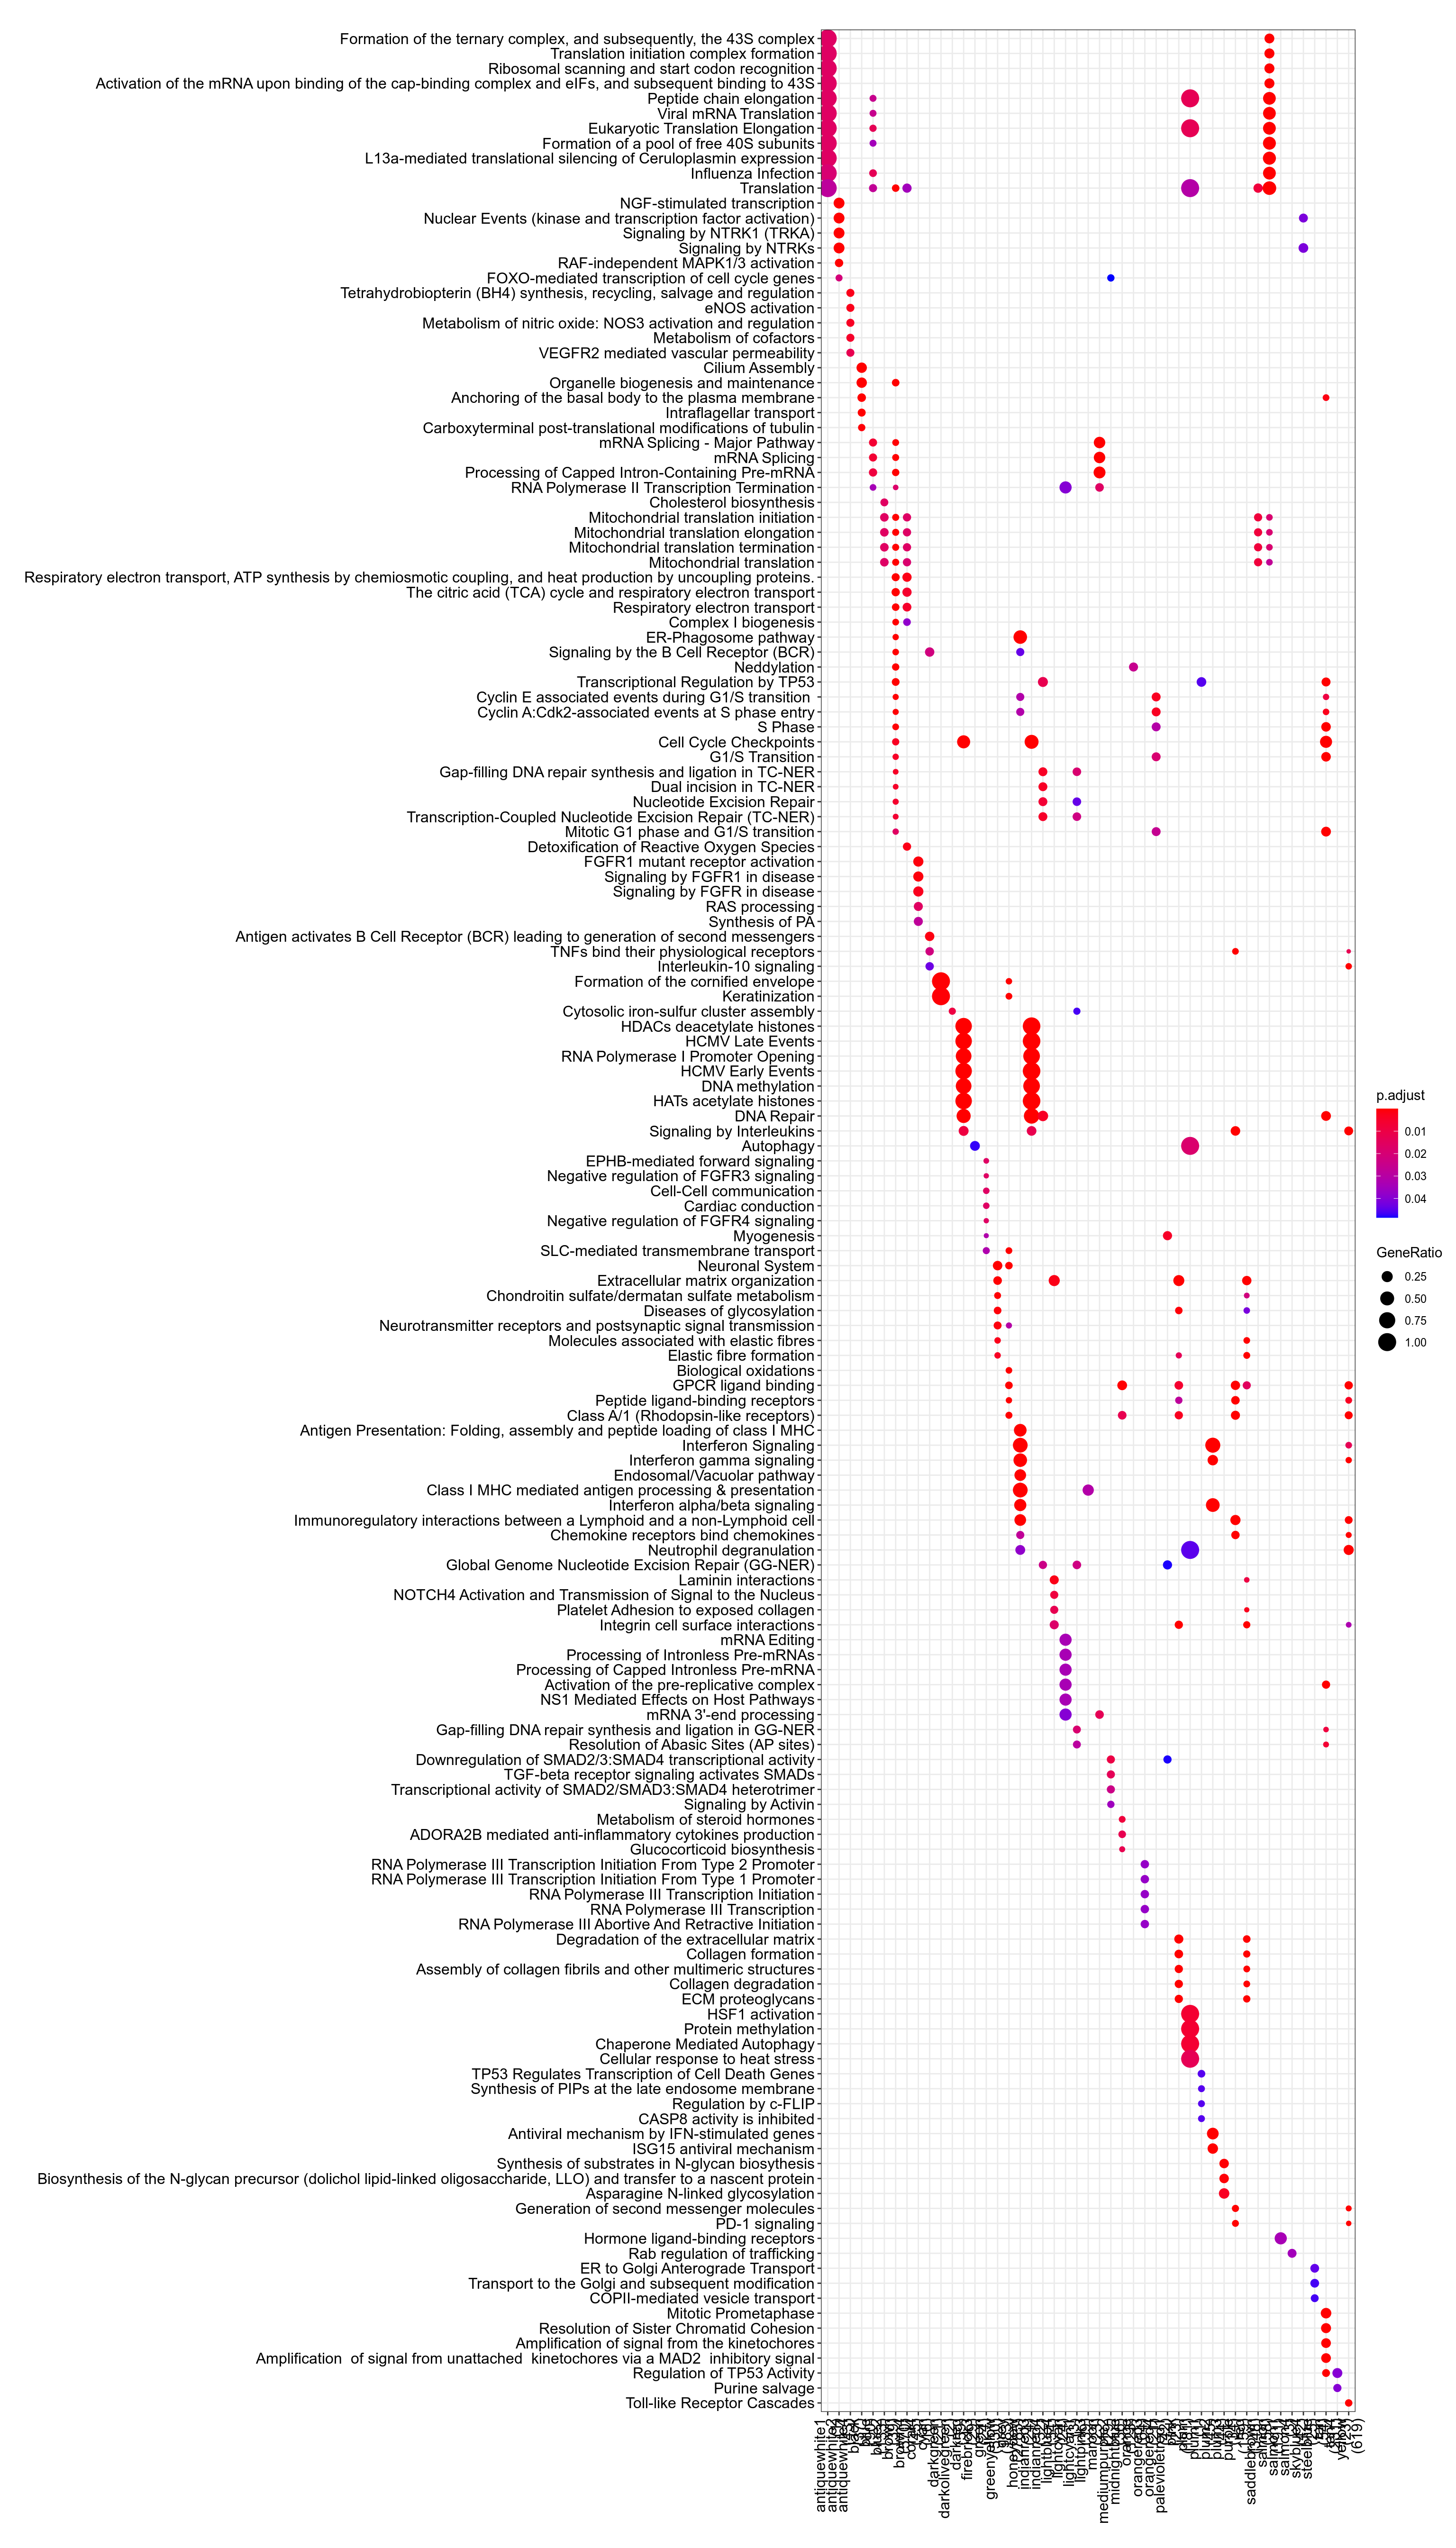 Formation of the ternary complex, and subsequently, the 43S complex
Translation initiation complex formation
Ribosomal scanning and start codon recognition
Activation of the mRNA upon binding of the cap-binding complex and eIFs, and subsequent binding to 43S
Peptide chain elongation
Viral mRNA Translation
Eukaryotic Translation Elongation
Formation of a pool of free 40S subunits
L13a-mediated translational silencing of Ceruloplasmin expression
Influenza Infection
Translation
NGF-stimulated transcription
Nuclear Events (kinase and transcription factor activation)
Signaling by NTRK1 (TRKA)
Signaling by NTRKs
RAF-independent MAPK1/3 activation
FOXO-mediated transcription of cell cycle genes
Tetrahydrobiopterin (BH4) synthesis, recycling, salvage and regulation
eNOS activation
Metabolism of nitric oxide: NOS3 activation and regulation
Metabolism of cofactors
VEGFR2 mediated vascular permeability
Cilium Assembly
Organelle biogenesis and maintenance
Anchoring of the basal body to the plasma membrane
Intraflagellar transport
Carboxyterminal post-translational modifications of tubulin
mRNA Splicing - Major Pathway
mRNA Splicing
Processing of Capped Intron-Containing Pre-mRNA
RNA Polymerase II Transcription Termination
Cholesterol biosynthesis
Mitochondrial translation initiation
Mitochondrial translation elongation
Mitochondrial translation termination
Mitochondrial translation
Respiratory electron transport, ATP synthesis by chemiosmotic coupling, and heat production by uncoupling proteins.
The citric acid (TCA) cycle and respiratory electron transport
Respiratory electron transport
Complex I biogenesis
ER-Phagosome pathway
Signaling by the B Cell Receptor (BCR)
Neddylation
Transcriptional Regulation by TP53
Cyclin E associated events during G1/S transition
Cyclin A:Cdk2-associated events at S phase entry
S Phase
Cell Cycle Checkpoints
G1/S Transition
Gap-filling DNA repair synthesis and ligation in TC-NER
Dual incision in TC-NER
Nucleotide Excision Repair
Transcription-Coupled Nucleotide Excision Repair (TC-NER)
Mitotic G1 phase and G1/S transition
Detoxification of Reactive Oxygen Species
FGFR1 mutant receptor activation
Signaling by FGFR1 in disease
Signaling by FGFR in disease
RAS processing
Synthesis of PA
Antigen activates B Cell Receptor (BCR) leading to generation of second messengers
TNFs bind their physiological receptors
Interleukin-10 signaling
Formation of the cornified envelope
Keratinization
Cytosolic iron-sulfur cluster assembly
HDACs deacetylate histones
HCMV Late Events
RNA Polymerase I Promoter Opening
HCMV Early Events
DNA methylation
HATs acetylate histones
DNA Repair
Signaling by Interleukins
Autophagy
EPHB-mediated forward signaling
Negative regulation of FGFR3 signaling
Cell-Cell communication
Cardiac conduction
Negative regulation of FGFR4 signaling
Myogenesis
SLC-mediated transmembrane transport
Neuronal System
Extracellular matrix organization
Chondroitin sulfate/dermatan sulfate metabolism
Diseases of glycosylation
Neurotransmitter receptors and postsynaptic signal transmission
Molecules associated with elastic fibres
Elastic fibre formation
Biological oxidations
GPCR ligand binding
Peptide ligand-binding receptors
Class A/1 (Rhodopsin-like receptors)
Antigen Presentation: Folding, assembly and peptide loading of class I MHC
Interferon Signaling
Interferon gamma signaling
Endosomal/Vacuolar pathway
Class I MHC mediated antigen processing & presentation
Interferon alpha/beta signaling
Immunoregulatory interactions between a Lymphoid and a non-Lymphoid cell
Chemokine receptors bind chemokines
Neutrophil degranulation
Global Genome Nucleotide Excision Repair (GG-NER)
Laminin interactions
NOTCH4 Activation and Transmission of Signal to the Nucleus
Platelet Adhesion to exposed collagen
Integrin cell surface interactions
mRNA Editing
Processing of Intronless Pre-mRNAs
Processing of Capped Intronless Pre-mRNA
Activation of the pre-replicative complex
NS1 Mediated Effects on Host Pathways
mRNA 3'-end processing
Gap-filling DNA repair synthesis and ligation in GG-NER
Resolution of Abasic Sites (AP sites)
Downregulation of SMAD2/3:SMAD4 transcriptional activity
TGF-beta receptor signaling activates SMADs
Transcriptional activity of SMAD2/SMAD3:SMAD4 heterotrimer
Signaling by Activin
Metabolism of steroid hormones
ADORA2B mediated anti-inflammatory cytokines production
Glucocorticoid biosynthesis
RNA Polymerase III Transcription Initiation From Type 2 Promoter
RNA Polymerase III Transcription Initiation From Type 1 Promoter
RNA Polymerase III Transcription Initiation
RNA Polymerase III Transcription
RNA Polymerase III Abortive And Retractive Initiation
Degradation of the extracellular matrix
Collagen formation
Assembly of collagen fibrils and other multimeric structures
Collagen degradation
ECM proteoglycans
HSF1 activation
Protein methylation
Chaperone Mediated Autophagy
Cellular response to heat stress
TP53 Regulates Transcription of Cell Death Genes
Synthesis of PIPs at the late endosome membrane
Regulation by c-FLIP
CASP8 activity is inhibited
Antiviral mechanism by IFN-stimulated genes
ISG15 antiviral mechanism
Synthesis of substrates in N-glycan biosythesis
Biosynthesis of the N-glycan precursor (dolichol lipid-linked oligosaccharide, LLO) and transfer to a nascent protein
Asparagine N-linked glycosylation
Generation of second messenger molecules
PD-1 signaling
Hormone ligand-binding receptors
Rab regulation of trafficking
ER to Golgi Anterograde Transport
Transport to the Golgi and subsequent modification
COPII-mediated vesicle transport
Mitotic Prometaphase
Resolution of Sister Chromatid Cohesion
Amplification of signal from the kinetochores
Amplification of signal from unattached kinetochores via a MAD2 inhibitory signal
Regulation of TP53 Activity
Purine salvage
Toll-like Receptor Cascades
p.adjust
0.01
0.02
0.03
0.04
GeneRatio
0.25
0.50
0.75
1.00
antiquewhite1
antiquewhite2
darkgreen
darkolivegreen
greenyellow
midnightblue
saddlebrown
yellow
(619)